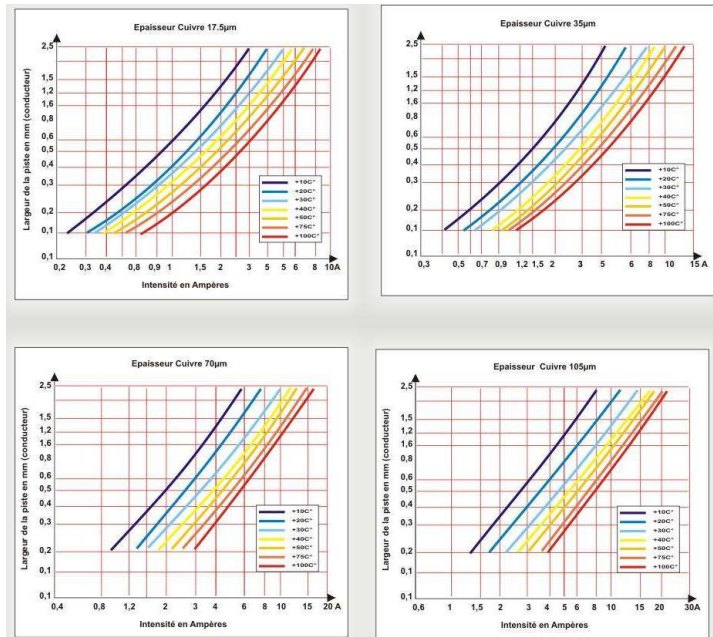 Epaisseur Cuivre 17.5µm
Largeur de la piste en mm (conducteur)
2,5
1,5
1,2
1,6
0,8
0,6
0,5
0,4
0,3
0,2
0,1
0,1
+10C°
+20C°
+30C°
+40C°
+50C°
+75C°
+100C°
0,2 0,3 0,4 0,8 0,9 1 1,5 2 3 4 5 6 8 10A
Intensité en Ampères
Epaisseur Cuivre 35µm
Largeur de la piste en mm (conducteur)
2,5
1,5
1,2
1,6
0,8
0,6
0,5
0,4
0,3
0,2
0,1
0,1
+10C°
+20C°
+30C°
+40C°
+50C°
+75C°
+100C°
0,3 0,5 0,7 0,9 1,2 1,5 2 3 5 6 8 10 15 A
Intensité en Ampères
Epaisseur Cuivre 70µm
Largeur de la piste en mm (conducteur)
2,5
1,5
1,2
1,6
0,8
0,6
0,5
0,4
0,3
0,2
0,1
+10C°
+20C°
+30C°
+40C°
+50C°
+75C°
+100C°
0,4 0,8 1,2 2 3 4 6 8 10 15 20 A
Intensité en Ampères
Epaisseur Cuivre 105µm
Largeur de la piste en mm (conducteur)
2,5
1,5
1,2
1,6
0,8
0,6
0,5
0,4
0,3
0,2
0,1
+10C°
+20C°
+30C°
+40C°
+50C°
+75C°
+100C°
0,6 1 1,5 2 3 4 5 6 8 10 15 20 30A
Intensité en Ampères